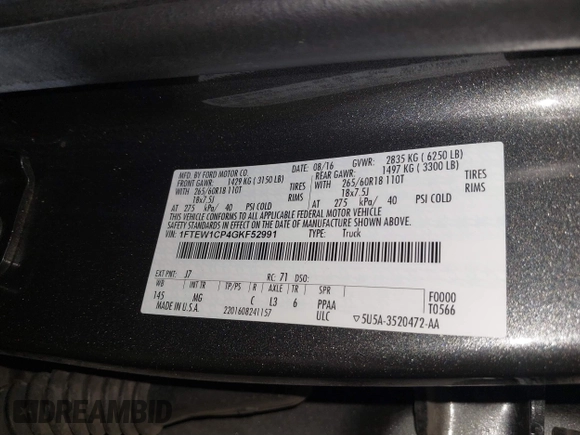 MFD. BY FORD MOTOR CO.
08/16 GVWR: 2835 KG ( 6250 LB)
FRONT GAWR: 1429 KG ( 3150 LB) REAR GAWR: 1497 KG ( 3300 LB)
WITH 265/60R18 110T TIRES WITH 265/60R18 110T TIRES
18x7.5J RIMS 18x7.5J RIMS
AT 275 kPa/ 40 PSI COLD AT 275 kPa/ 40 PSI COLD
THIS VEHICLE CONFORMS TO ALL APPLICABLE FEDERAL MOTOR VEHICLE
SAFETY STANDARDS IN EFFECT ON THE DATE OF MANUFACTURE SHOWN ABOVE.
VIN: 1FTEW1CP4GKF52991 TYPE: Truck
EXT PNT: J7 RC: 71 DSO:
WB INT TR TP/PS R AXLE TR SPR F0000
145 MG C L3 6 PPAA T0566
MADE IN U.S.A. 2201608241157 ULC ▽5U5A-3520472-AA
DREAMBID